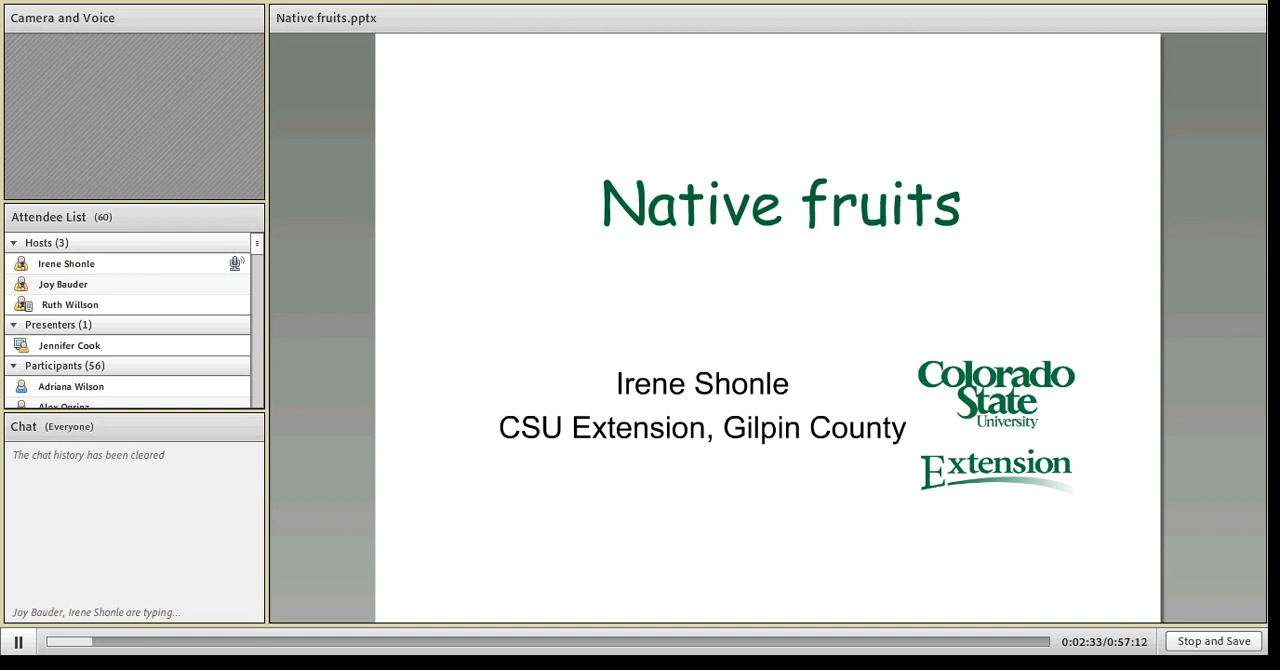 Camera and Voice
Attendee List (60)
Hosts (3)
Irene Shonle
Joy Bauder
Ruth Willson
Presenters (1)
Jennifer Cook
Participants (56)
Adriana Wilson
Alex Ogrinz
Chat (Everyone)
The chat history has been cleared
Joy Bauder, Irene Shonle are typing...
Native fruits.pptx
Native fruits
Irene Shonle
CSU Extension, Gilpin County
Colorado
State
University
Extension
0:02:33/0:57:12
Stop and Save